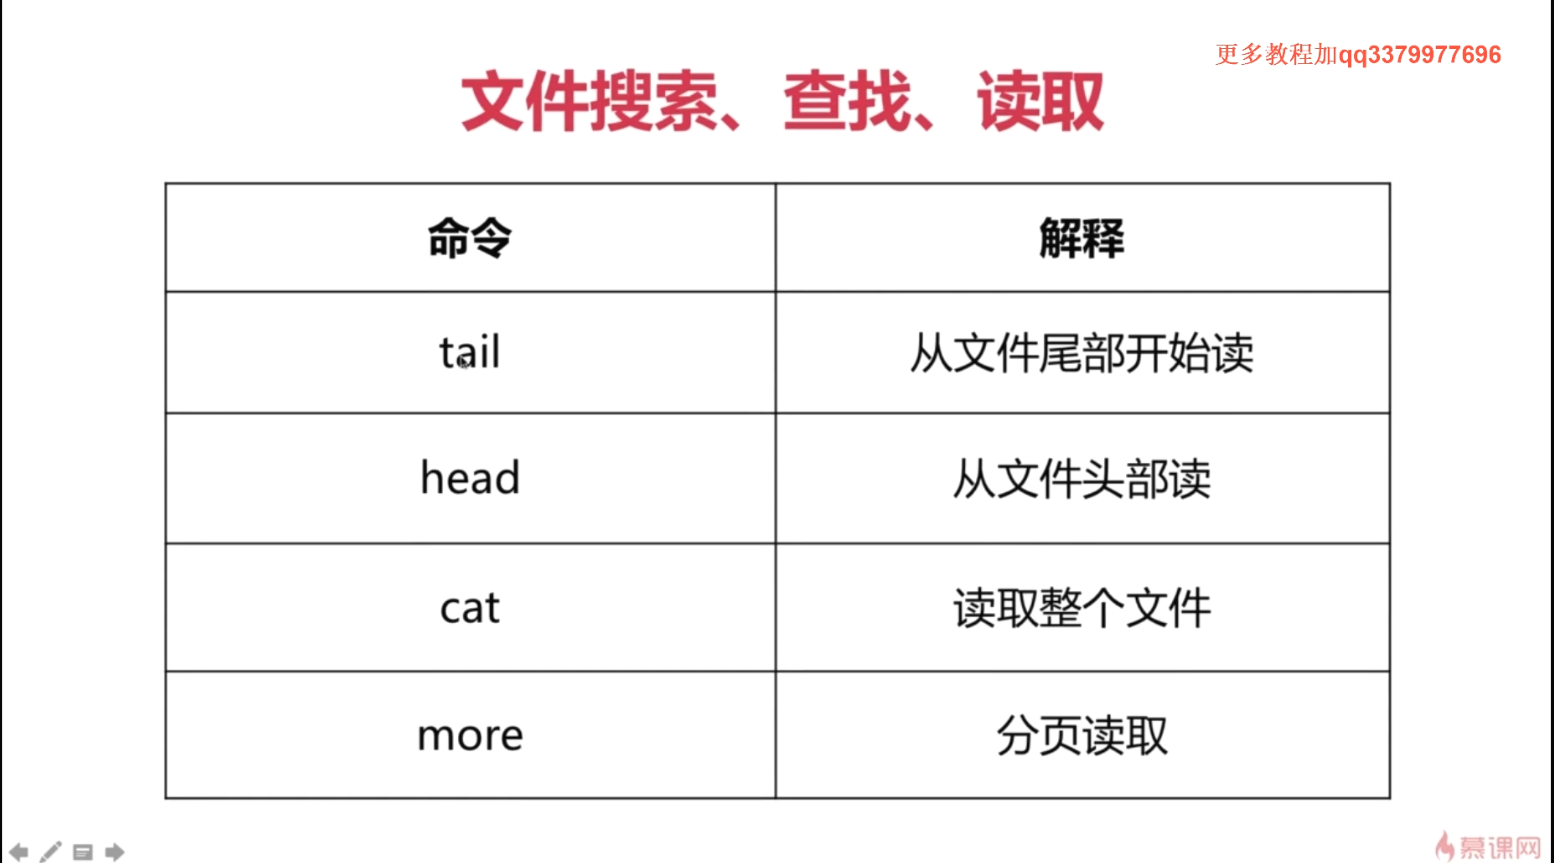 更多教程加qq3379977696
文件搜索、查找、读取
命令 解释
tail 从文件尾部开始读
head 从文件头部读
cat 读取整个文件
more 分页读取
慕课网